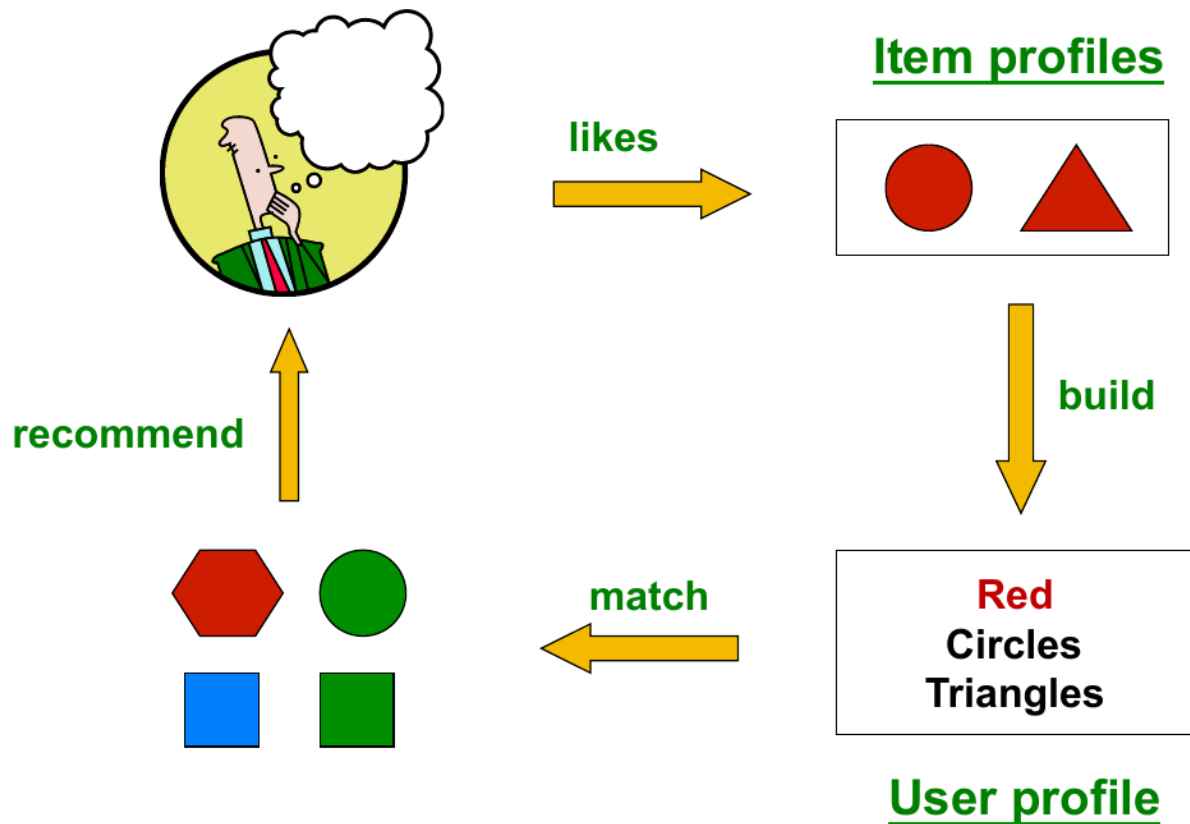 Item profiles
likes
build
recommend
match
Red
Circles
Triangles
User profile